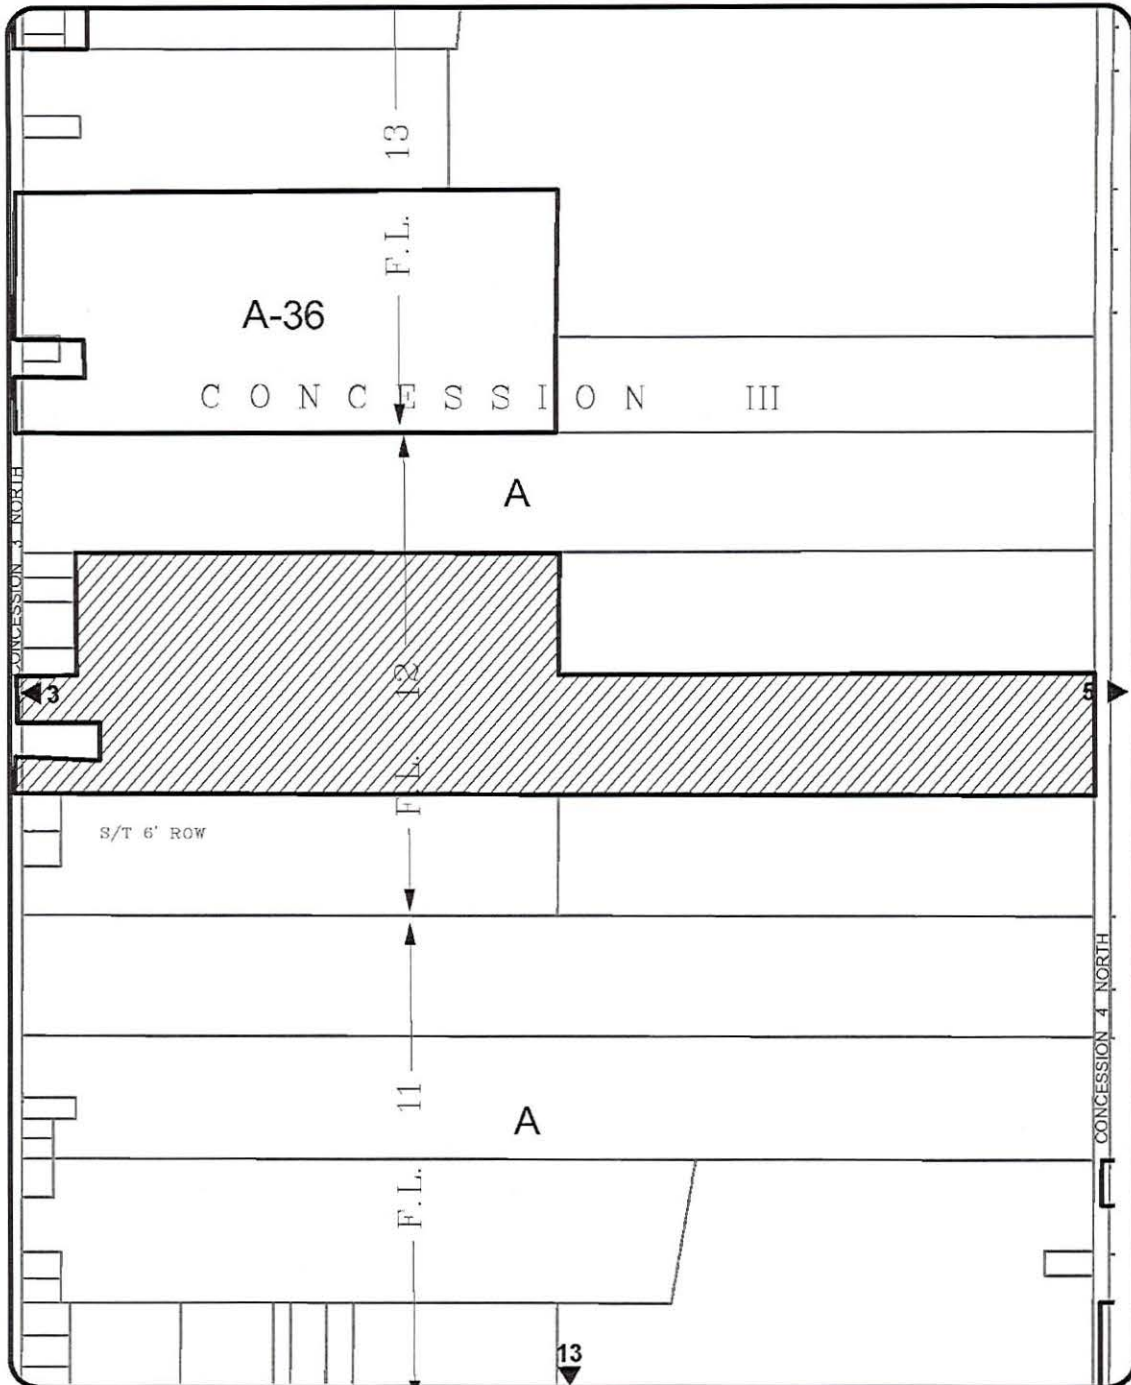 13
F.L.
A-36
CONCESSION III
A
CONCESSION 3 NORTH
12
3
5
F.L.
S/T 6' ROW
CONCESSION 4 NORTH
11
A
F.L.
13